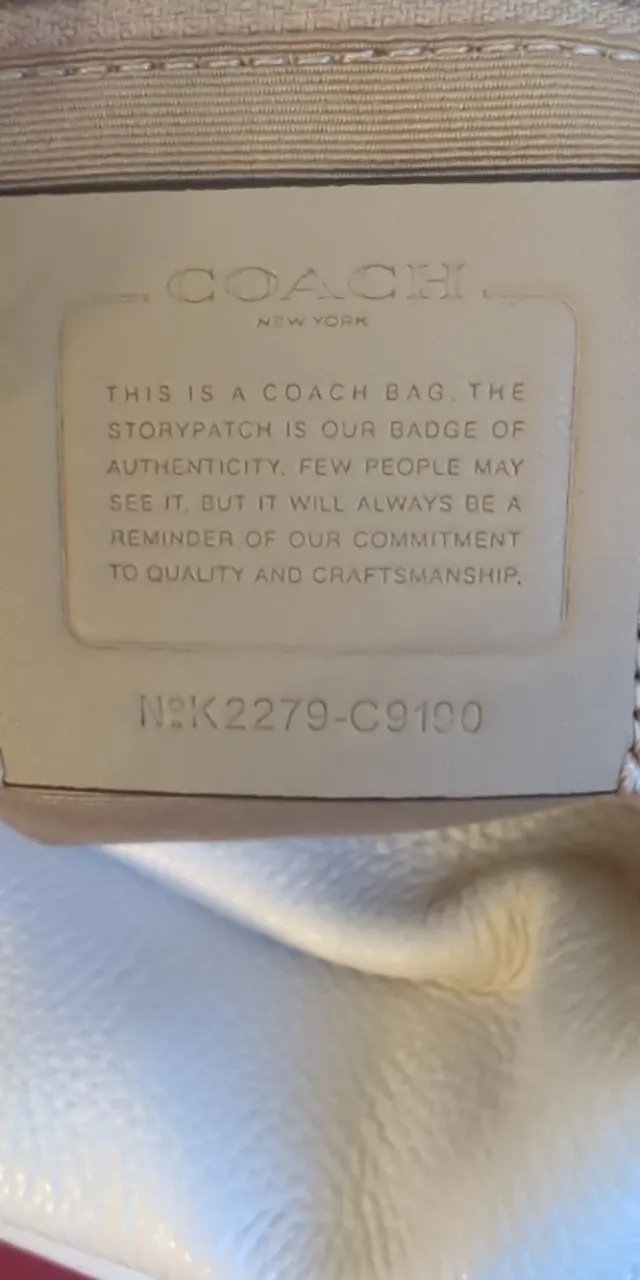 COACH
NEW YORK
THIS IS A COACH BAG. THE
STORYPATCH IS OUR BADGE OF
AUTHENTICITY. FEW PEOPLE MAY
SEE IT, BUT IT WILL ALWAYS BE A
REMINDER OF OUR COMMITMENT
TO QUALITY AND CRAFTSMANSHIP.
NºK2279-C9190